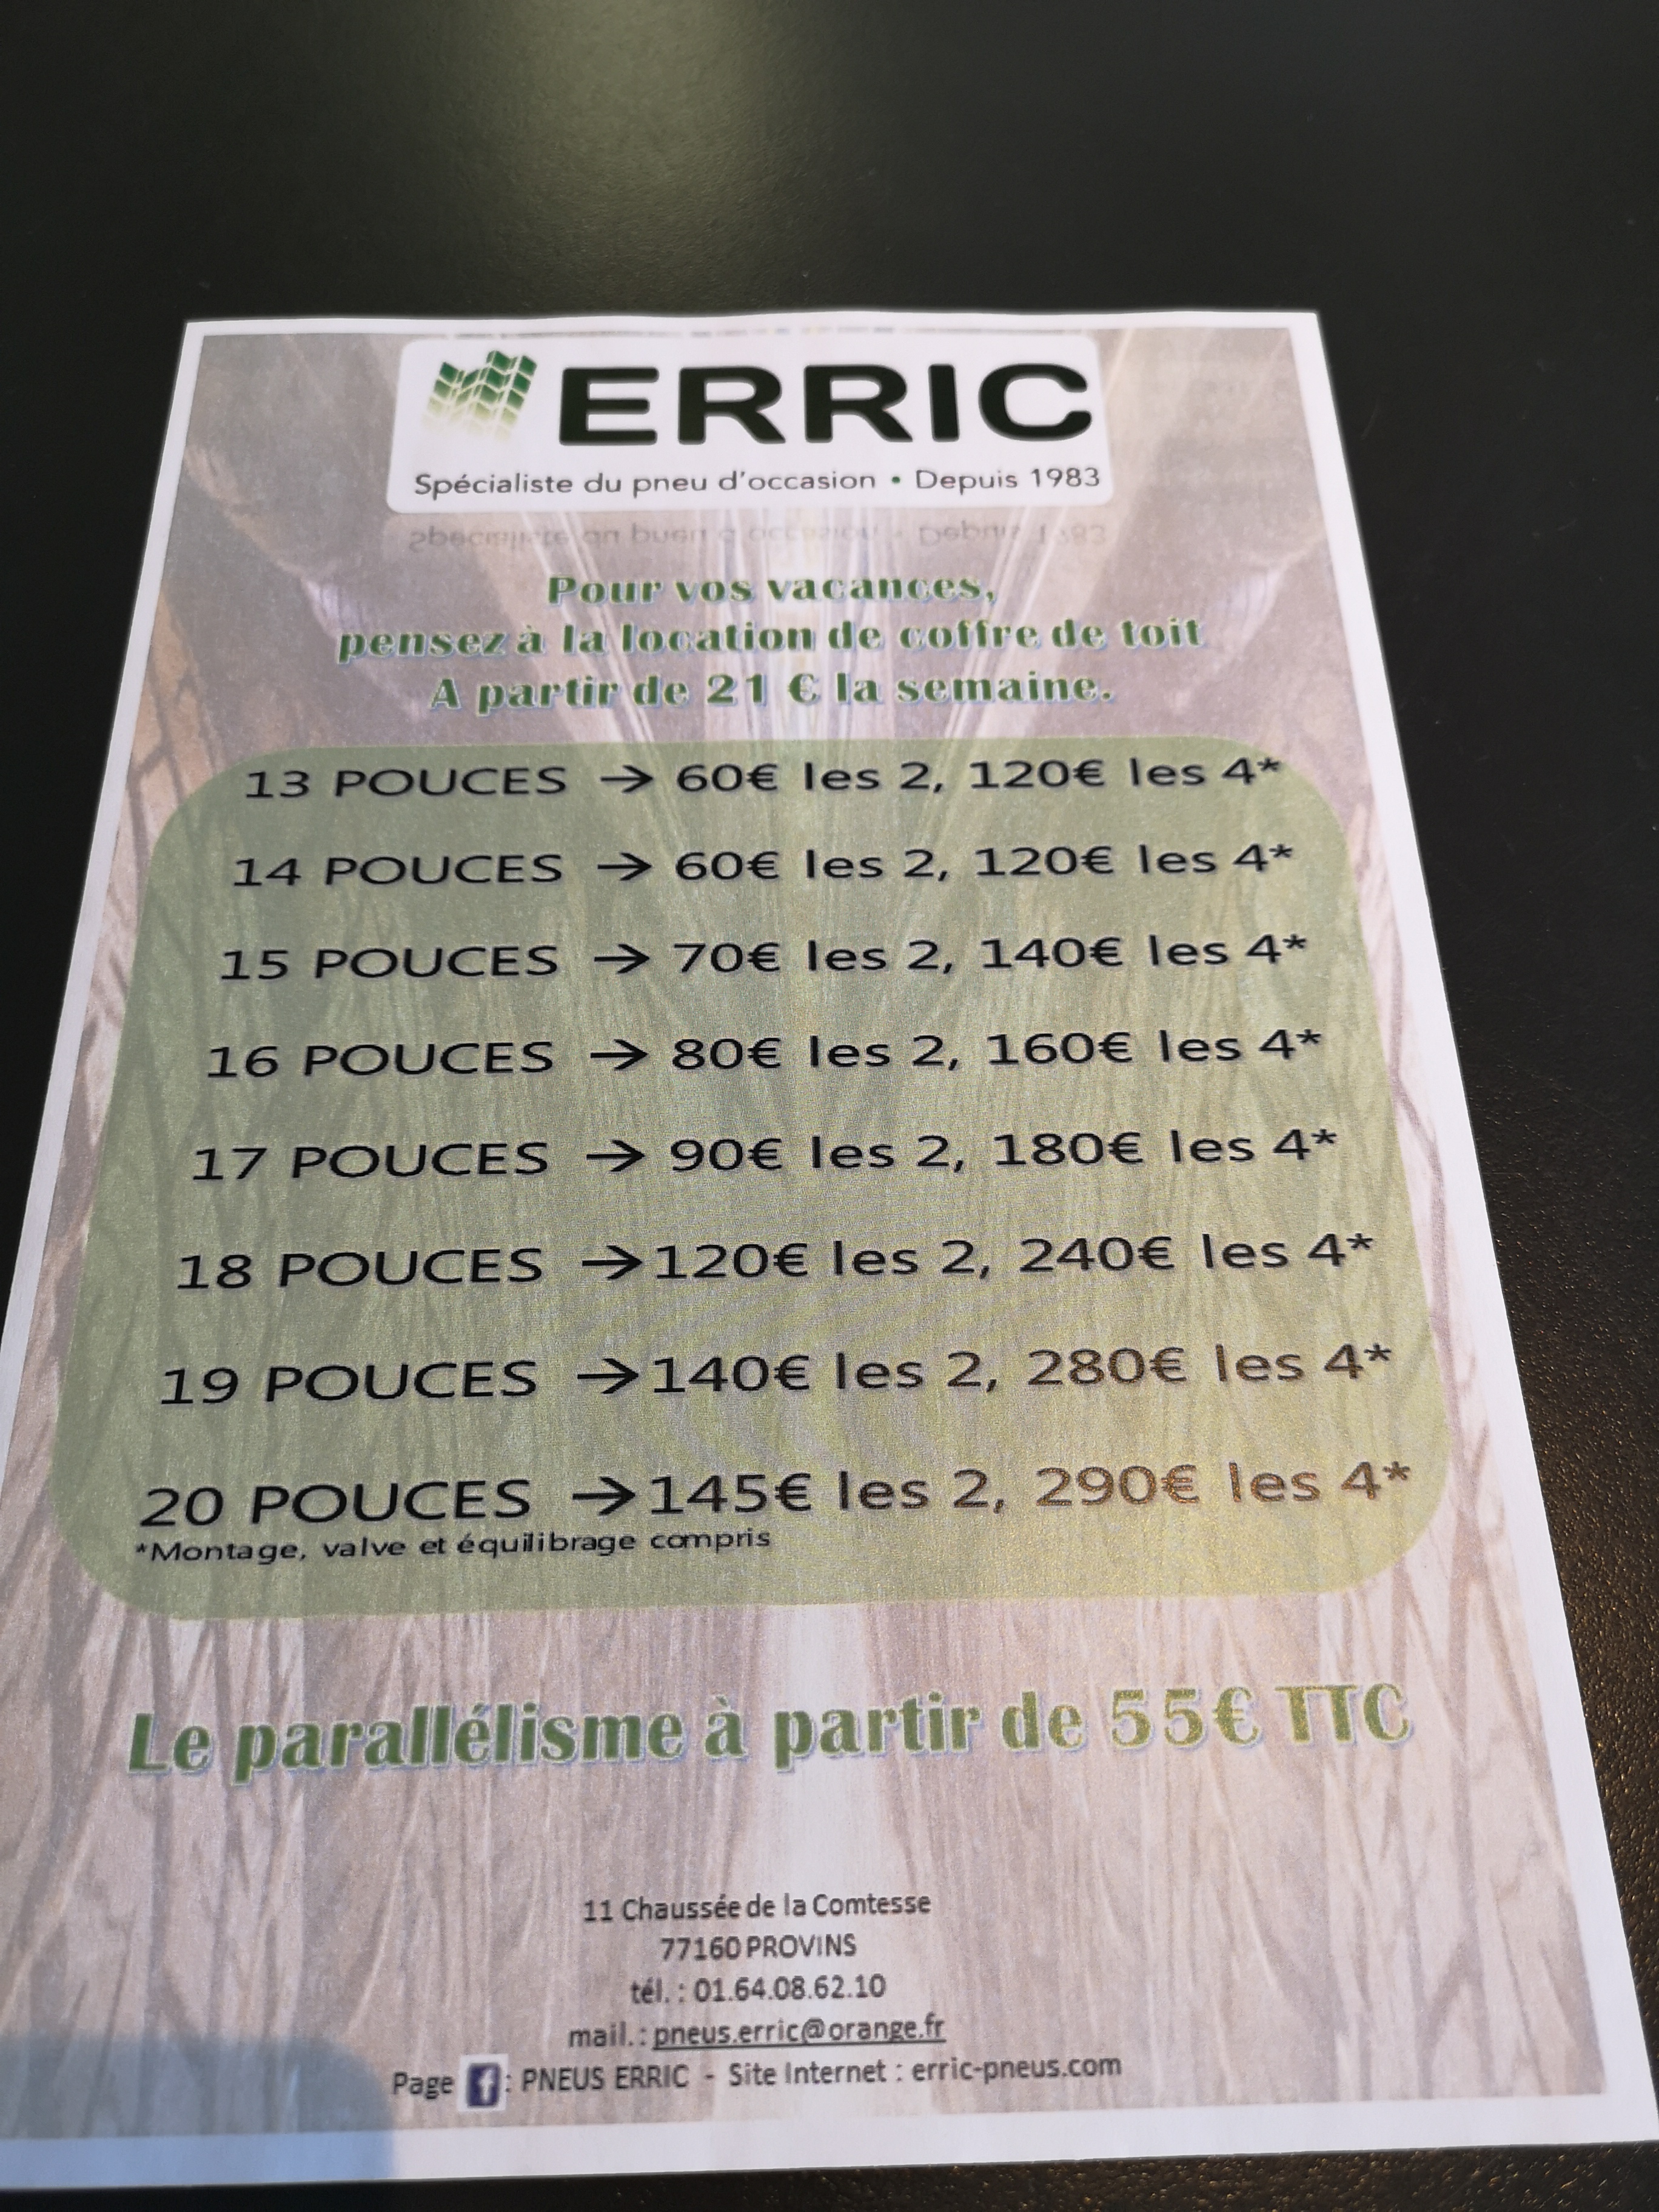 ERRIC
Spécialiste du pneu d'occasion • Depuis 1983
Pour vos vacances,
pensez à la location de coffre de toit
A partir de 21 € la semaine.
13 POUCES → 60€ les 2, 120€ les 4*
14 POUCES → 60€ les 2, 120€ les 4*
15 POUCES → 70€ les 2, 140€ les 4*
16 POUCES → 80€ les 2, 160€ les 4*
17 POUCES → 90€ les 2, 180€ les 4*
18 POUCES →120€ les 2, 240€ les 4*
19 POUCES →140€ les 2, 280€ les 4*
20 POUCES →145€ les 2, 290€ les 4*
*Montage, valve et équilibrage compris
Le parallélisme à partir de 55€ TTC
11 Chaussée de la Comtesse
77160 PROVINS
tél. : 01.64.08.62.10
mail. : pneus.erric@orange.fr
Page f : PNEUS ERRIC - Site Internet : erric-pneus.com